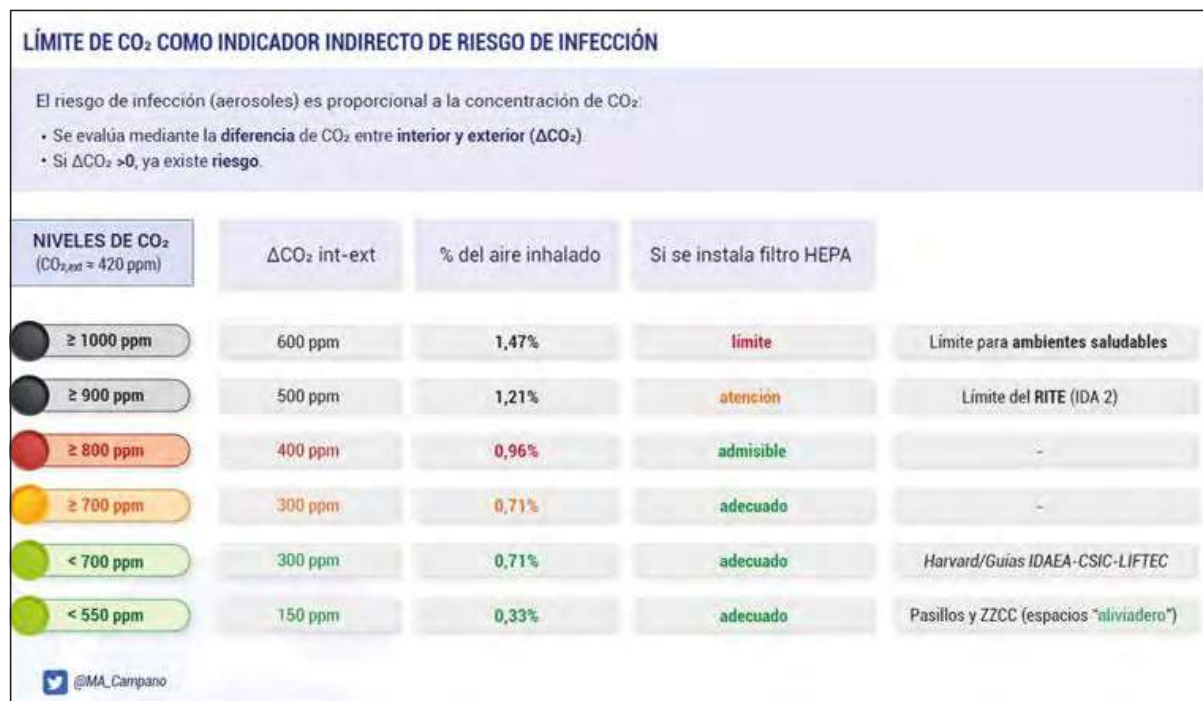 LÍMITE DE CO₂ COMO INDICADOR INDIRECTO DE RIESGO DE INFECCIÓN
El riesgo de infección (aerosoles) es proporcional a la concentración de CO₂:
• Se evalúa mediante la diferencia de CO₂ entre interior y exterior (ΔCO₂).
• Si ΔCO₂ >0, ya existe riesgo.
NIVELES DE CO₂ ΔCO₂ int-ext % del aire inhalado Si se instala filtro HEPA
(CO₂,ext = 420 ppm)
≥ 1000 ppm 600 ppm 1,47% límite Límite para ambientes saludables
≥ 900 ppm 500 ppm 1,21% atención Límite del RITE (IDA 2)
≥ 800 ppm 400 ppm 0,96% admisible -
≥ 700 ppm 300 ppm 0,71% adecuado -
< 700 ppm 300 ppm 0,71% adecuado Harvard/Guías IDAEA-CSIC-LIFTEC
< 550 ppm 150 ppm 0,33% adecuado Pasillos y ZZCC (espacios "aliviadero")
@MA_Campano